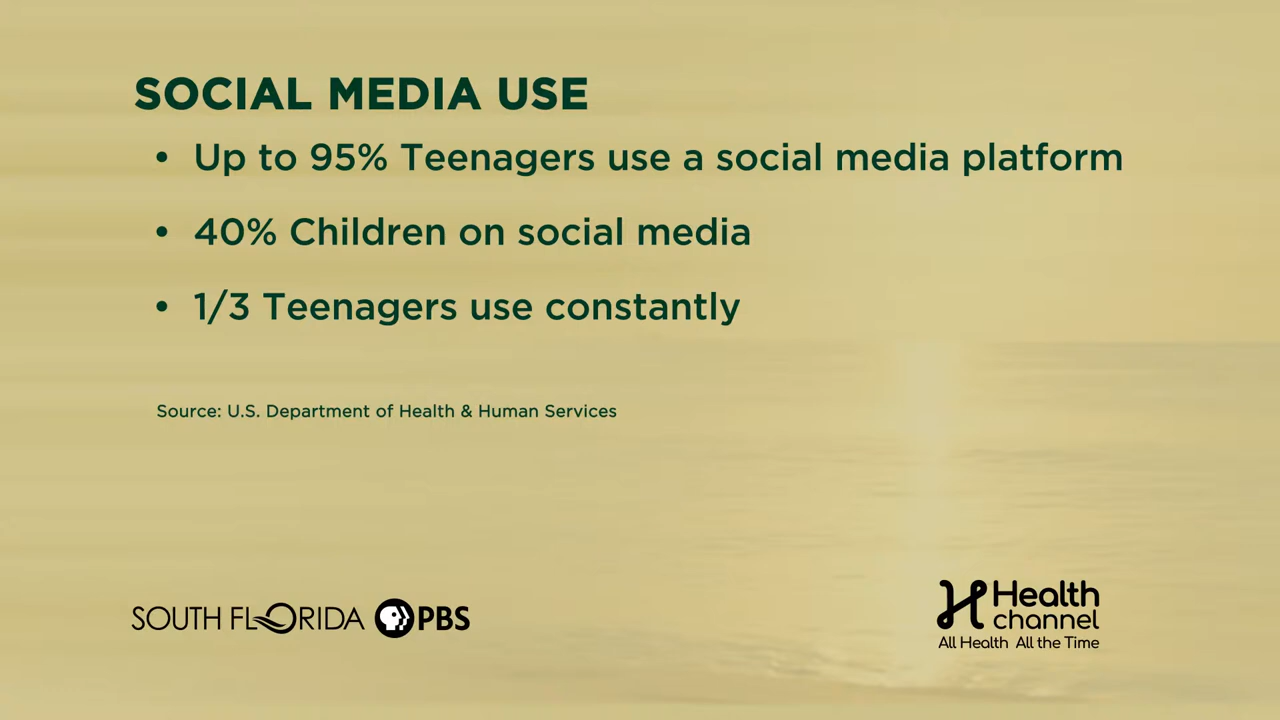 SOCIAL MEDIA USE
• Up to 95% Teenagers use a social media platform
• 40% Children on social media
• 1/3 Teenagers use constantly
Source: U.S. Department of Health & Human Services
SOUTH FLORIDA PBS
Health
channel
All Health All the Time